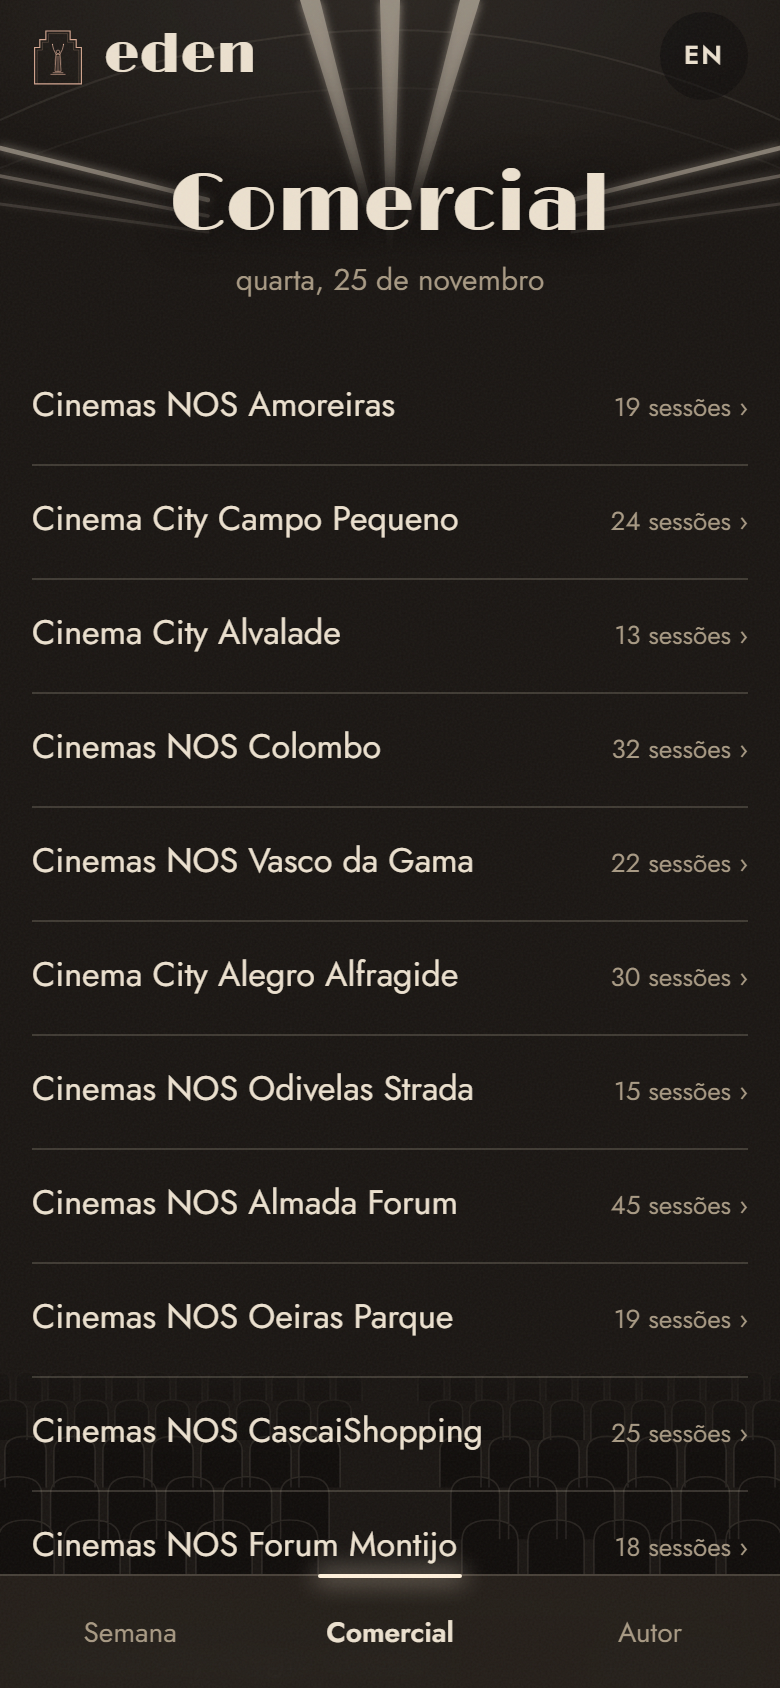 eden
EN
Comercial
quarta, 25 de novembro
Cinemas NOS Amoreiras 19 sessões ›
Cinema City Campo Pequeno 24 sessões ›
Cinema City Alvalade 13 sessões ›
Cinemas NOS Colombo 32 sessões ›
Cinemas NOS Vasco da Gama 22 sessões ›
Cinema City Alegro Alfragide 30 sessões ›
Cinemas NOS Odivelas Strada 15 sessões ›
Cinemas NOS Almada Forum 45 sessões ›
Cinemas NOS Oeiras Parque 19 sessões ›
Cinemas NOS CascaiShopping 25 sessões ›
Cinemas NOS Forum Montijo 18 sessões ›
Semana Comercial Autor